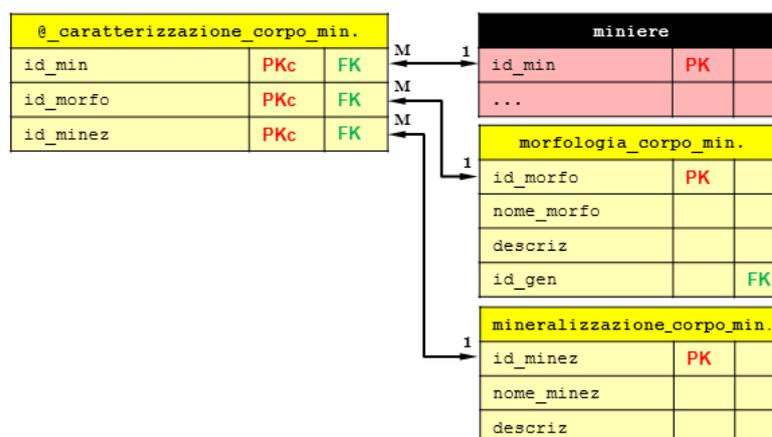 @_caratterizzazione_corpo_min.
id_min PKc FK
id_morfo PKc FK
id_minez PKc FK
M 1
M
1
M
1
miniere
id_min PK
...
morfologia_corpo_min.
id_morfo PK
nome_morfo
descriz
id_gen FK
mineralizzazione_corpo_min.
id_minez PK
nome_minez
descriz